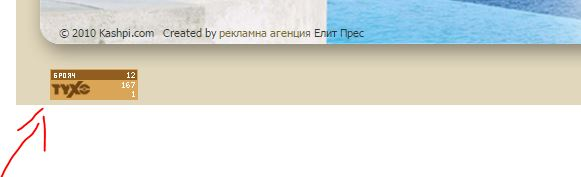 © 2010 Kashpi.com Created by рекламна агенция Елит Прес
БРОЯЧ 12
TYXO 167
1